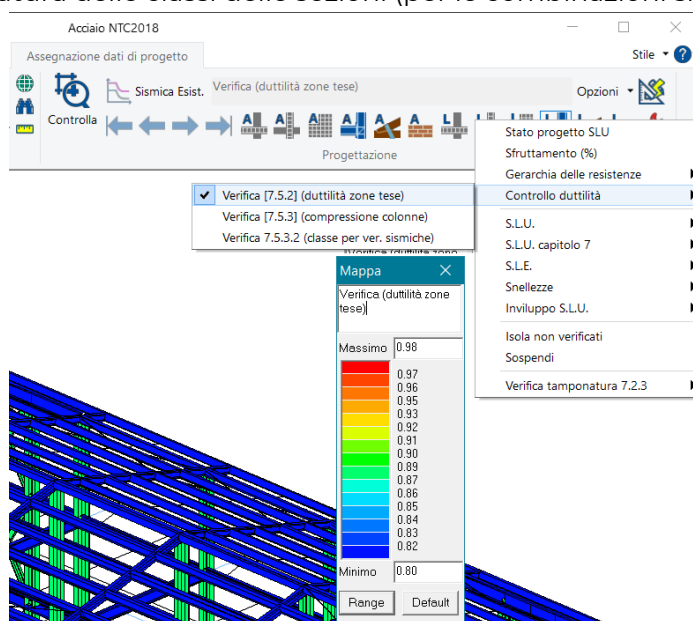 Acciaio NTC2018
Assegnazione dati di progetto
Stile
Controlla
Sismica Esist.
Verifica (duttilità zone tese)
Opzioni
Progettazione
Stato progetto SLU
Sfruttamento (%)
Gerarchia delle resistenze
Controllo duttilità
S.L.U.
S.L.U. capitolo 7
S.L.E.
Snellezze
Inviluppo S.L.U.
Isola non verificati
Sospendi
Verifica tamponatura 7.2.3
Verifica [7.5.2] (duttilità zone tese)
Verifica [7.5.3] (compressione colonne)
Verifica 7.5.3.2 (classe per ver. sismiche)
Mappa
Verifica (duttilità zone
tese)
Massimo 0.98
0.97
0.96
0.95
0.93
0.92
0.91
0.90
0.89
0.87
0.86
0.85
0.84
0.83
0.82
Minimo 0.80
Range Default